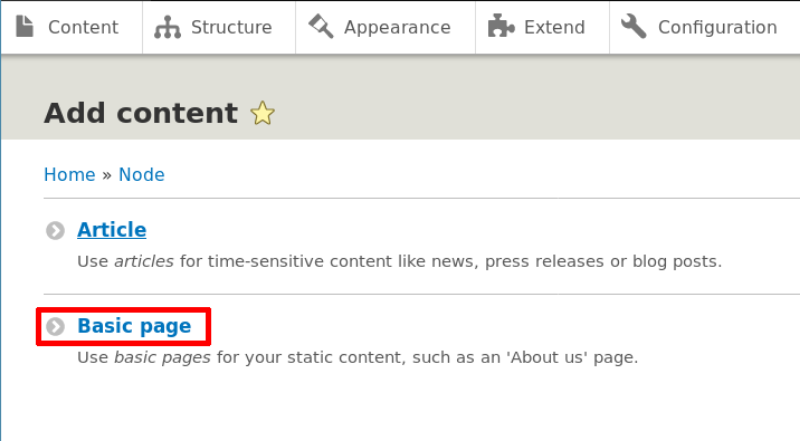 Content Structure Appearance Extend Configuration
Add content
Home » Node
Article
Use articles for time-sensitive content like news, press releases or blog posts.
Basic page
Use basic pages for your static content, such as an 'About us' page.